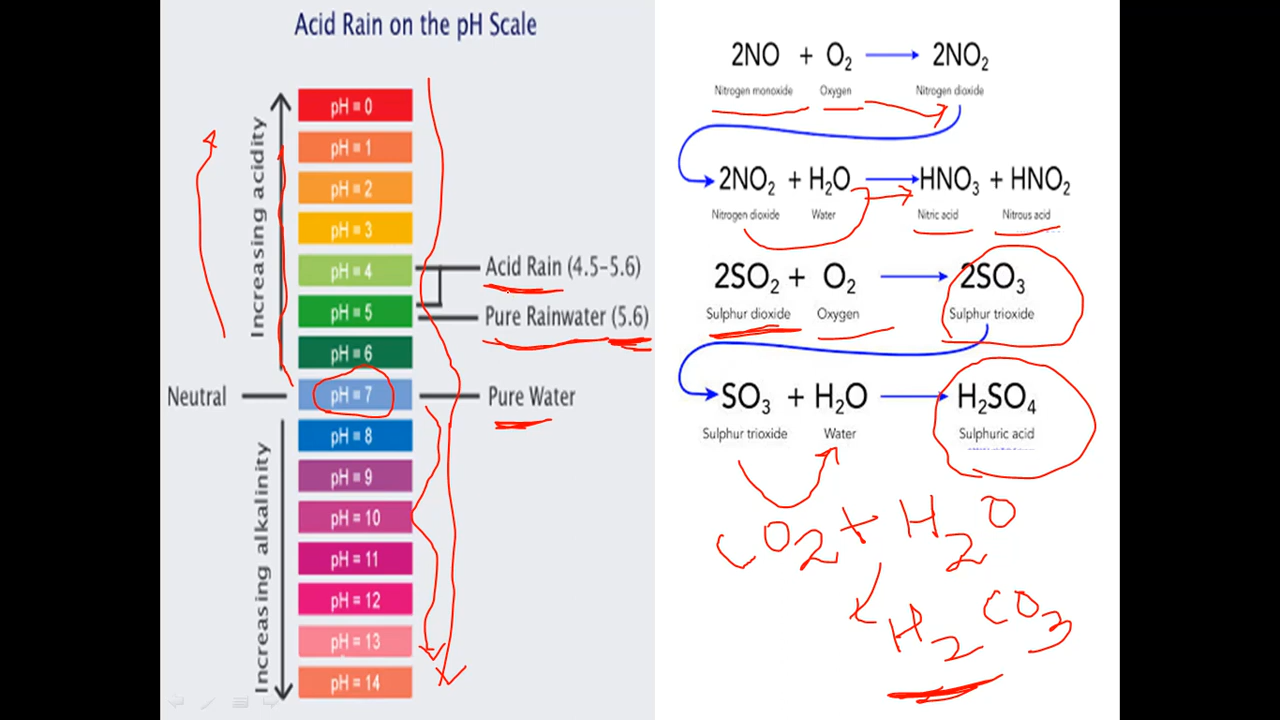 Acid Rain on the pH Scale
Increasing acidity
pH = 0
pH = 1
pH = 2
pH = 3
pH = 4
pH = 5
pH = 6
Acid Rain (4.5–5.6)
Pure Rainwater (5.6)
Neutral
pH = 7
Pure Water
Increasing alkalinity
pH = 8
pH = 9
pH = 10
pH = 11
pH = 12
pH = 13
pH = 14
2NO + O₂ → 2NO₂
Nitrogen monoxide Oxygen Nitrogen dioxide
2NO₂ + H₂O → HNO₃ + HNO₂
Nitrogen dioxide Water Nitric acid Nitrous acid
2SO₂ + O₂ → 2SO₃
Sulphur dioxide Oxygen Sulphur trioxide
SO₃ + H₂O → H₂SO₄
Sulphur trioxide Water Sulphuric acid
CO₂ + H₂O
H₂CO₃